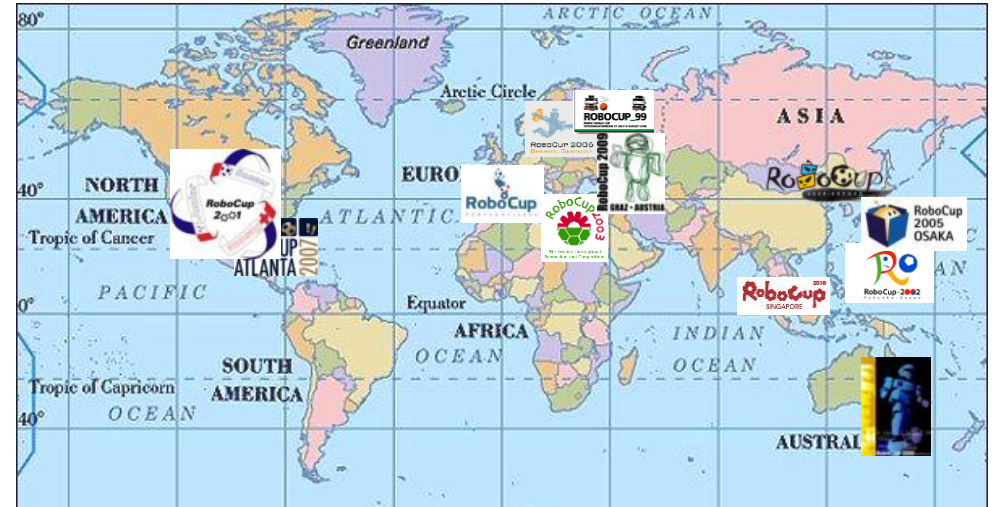 80°
ARCTIC OCEAN
Greenland
Arctic Circle
ROBOCUP_99
ASIA
RoboCup 2006
RoboCup 2009
GRAZ - AUSTRIA
EURO
40°
NORTH
AMERICA
RoboCup
2001
ATLANTIC
RoboCup
RoboCup
2003
RoboCup
RoboCup
2005
OSAKA
Tropic of Cancer
UP
2007
ATLANTA
AN
RoboCup-2002
PACIFIC
0°
Equator
RoboCup
2010
SINGAPORE
AFRICA
INDIAN
OCEAN
OCEAN
SOUTH
AMERICA
Tropic of Capricorn
OCEAN
40°
AUSTRAL